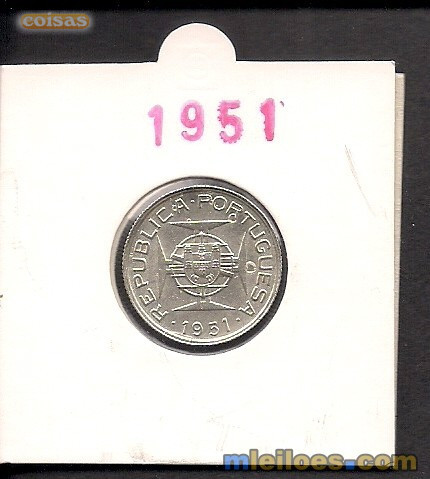 coisas
1951
REPUBLICA · PORTUGUESA
· 1951 ·
mleiloes.com